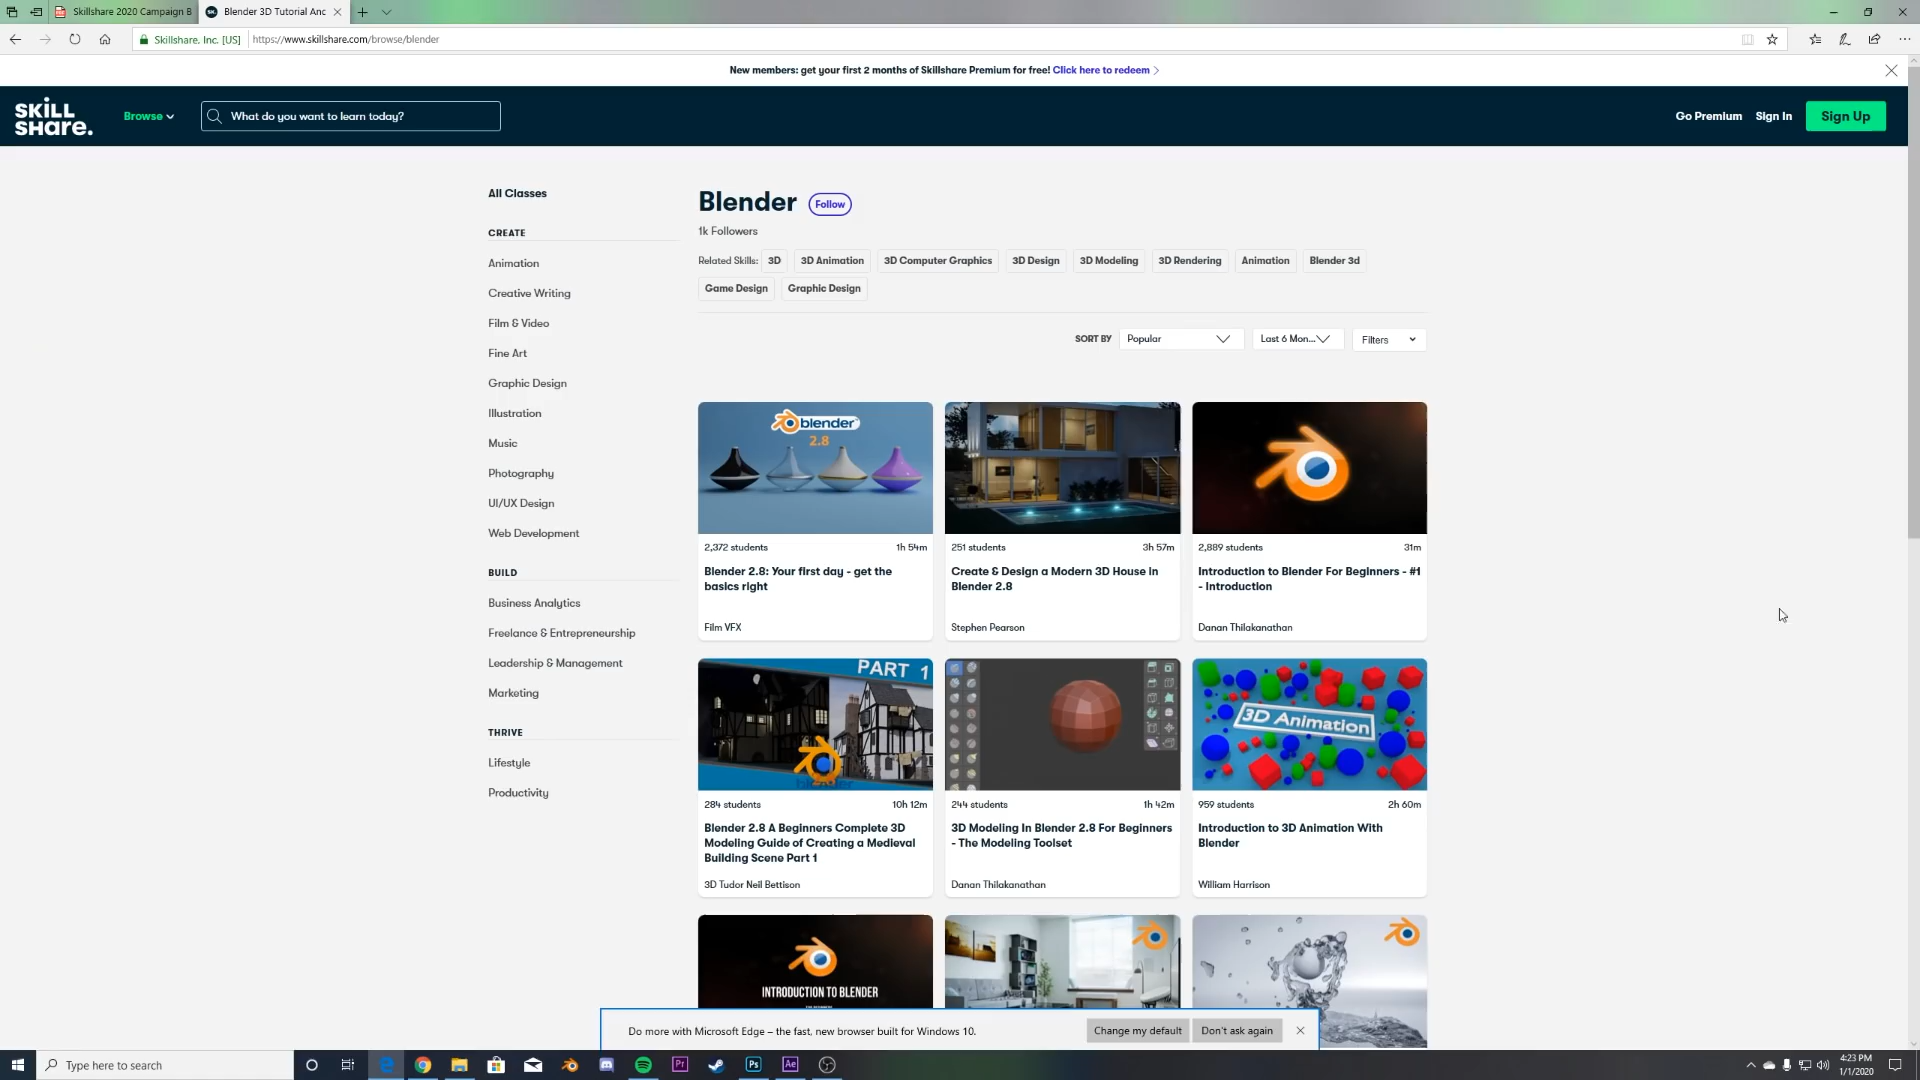 Skillshare 2020 Campaign B
Blender 3D Tutorial Anc
Skillshare, Inc. [US]
https://www.skillshare.com/browse/blender
New members: get your first 2 months of Skillshare Premium for free! Click here to redeem
SKILL
SHare.
Browse
What do you want to learn today?
Go Premium
Sign In
Sign Up
All Classes
CREATE
Animation
Creative Writing
Film & Video
Fine Art
Graphic Design
Illustration
Music
Photography
UI/UX Design
Web Development
BUILD
Business Analytics
Freelance & Entrepreneurship
Leadership & Management
Marketing
THRIVE
Lifestyle
Productivity
Blender
Follow
1k Followers
Related Skills: 3D 3D Animation 3D Computer Graphics 3D Design 3D Modeling 3D Rendering Animation Blender 3d
Game Design Graphic Design
SORT BY Popular Last 6 Mon... Filters
blender
2.8
2,372 students 1h 54m
Blender 2.8: Your first day - get the
basics right
Film VFX
251 students 3h 57m
Create & Design a Modern 3D House in
Blender 2.8
Stephen Pearson
2,889 students 31m
Introduction to Blender For Beginners - #1
- Introduction
Danan Thilakanathan
PART 1
blender
284 students 10h 12m
Blender 2.8 A Beginners Complete 3D
Modeling Guide of Creating a Medieval
Building Scene Part 1
3D Tudor Neil Bettison
244 students 1h 42m
3D Modeling In Blender 2.8 For Beginners
- The Modeling Toolset
Danan Thilakanathan
3D Animation
959 students 2h 60m
Introduction to 3D Animation With
Blender
William Harrison
INTRODUCTION TO BLENDER
Do more with Microsoft Edge – the fast, new browser built for Windows 10.
Change my default
Don't ask again
Type here to search
Pr
Ps
Ae
4:23 PM
1/1/2020